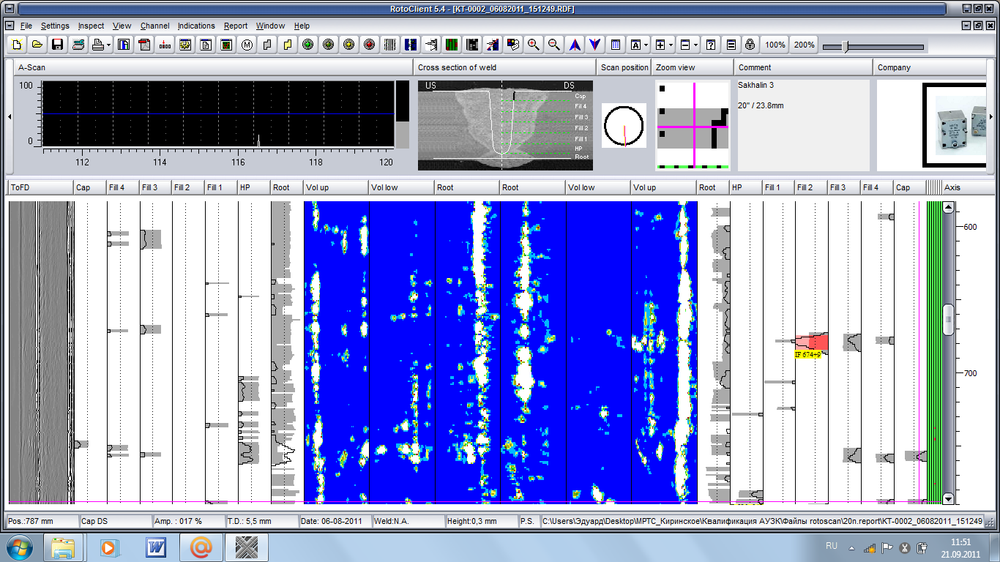 RotoClient 5.4 - [KT-0002_06082011_151249.RDF]
File Settings Inspect View Channel Indications Report Window Help
100% 200%
A-Scan Cross section of weld Scan position Zoom view Comment Company
100
0
112 114 116 118 120
US DS
Cap
Fil 4
Fill 3
Fill 2
Fill 1
HP
Root
Sakhalin 3
20" / 23.8mm
ToFD Cap Fill 4 Fill 3 Fill 2 Fill 1 HP Root Vol up Vol low Root Root Vol low Vol up Root HP Fill 1 Fill 2 Fill 3 Fill 4 Cap Axis
600
IF 674+9
700
Pos.:787 mm Cap DS Amp. : 017 % T.D.: 5,5 mm Date: 06-08-2011 Weld:N.A. Height:0,3 mm P.S. C:\Users\Эдуард\Desktop\МРТС_Киринское\Квалификация АУЗК\Файлы rotoscan\20n.report\KT-0002_06082011_151249
RU
11:51
21.09.2011